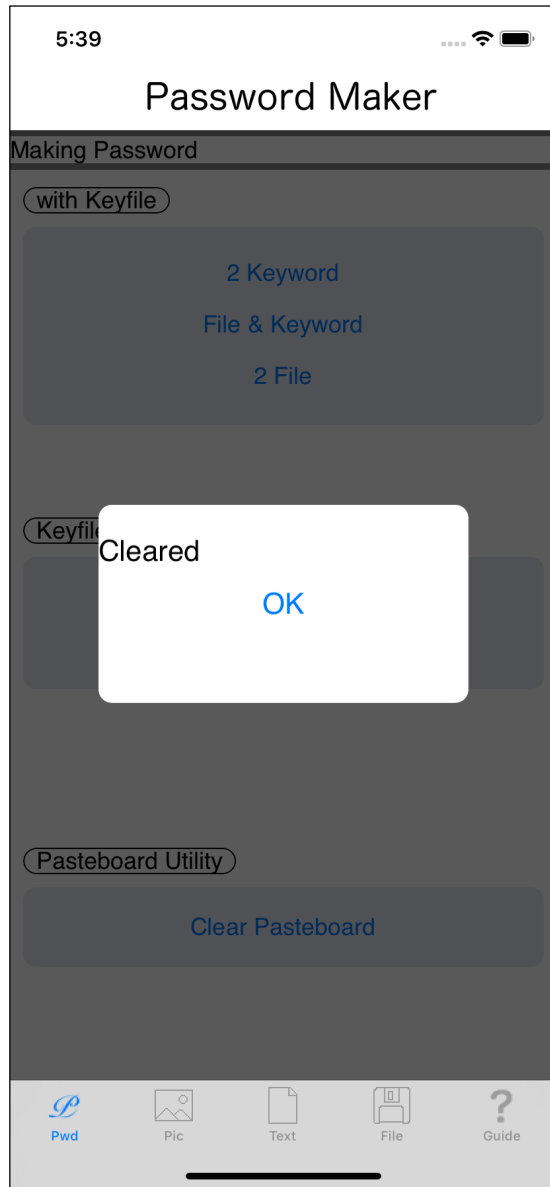 5:39
Password Maker
Making Password
with Keyfile
2 Keyword
File & Keyword
2 File
Cleared
OK
Pasteboard Utility
Clear Pasteboard
Pwd
Pic
Text
File
Guide